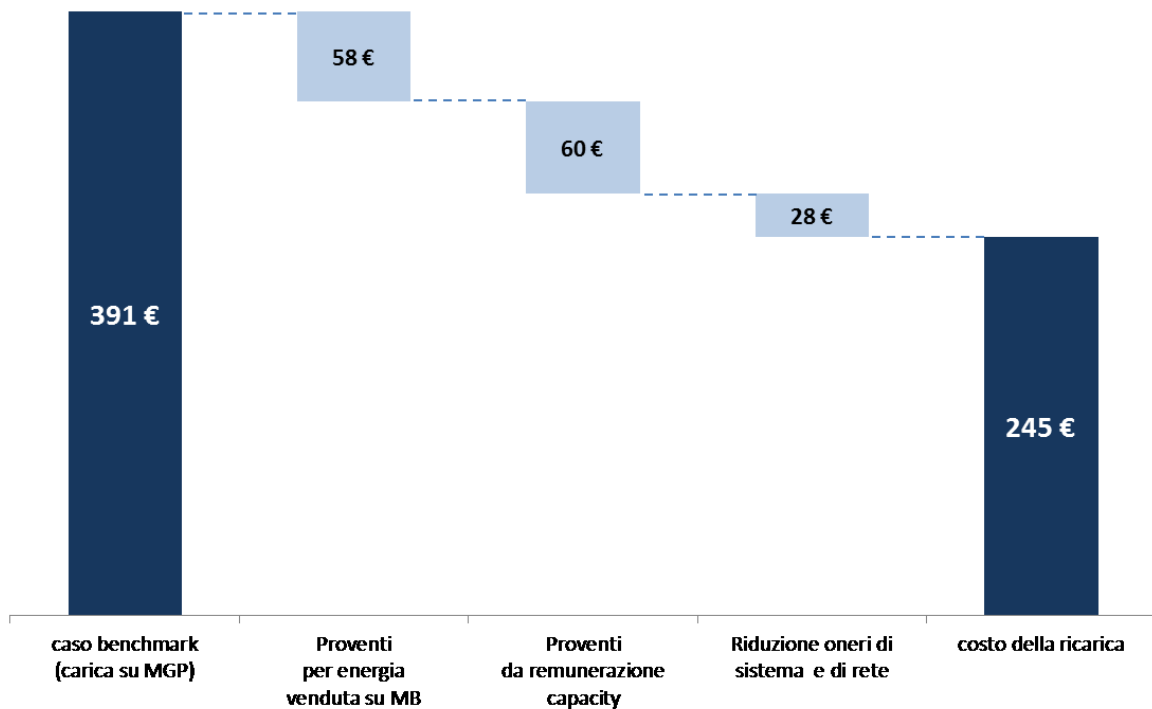 58 €
60 €
28 €
391 €
245 €
caso benchmark
(carica su MGP)
Proventi
per energia
venduta su MB
Proventi
da remunerazione
capacity
Riduzione oneri di
sistema e di rete
costo della ricarica